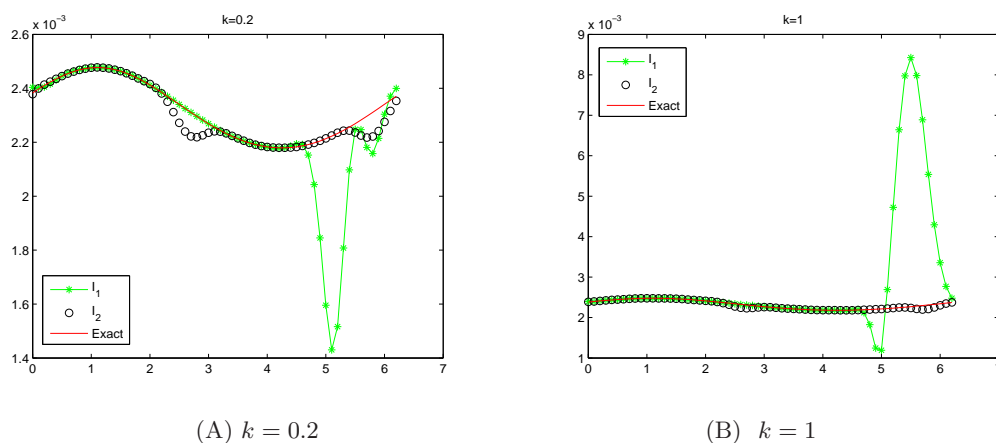 k=0.2
x 10⁻³
2.6
2.4
2.2
2
1.8
1.6
1.4
0 1 2 3 4 5 6 7
I₁
I₂
Exact
(A) k = 0.2
k=1
x 10⁻³
9
8
7
6
5
4
3
2
1
0 1 2 3 4 5 6 7
I₁
I₂
Exact
(B) k = 1